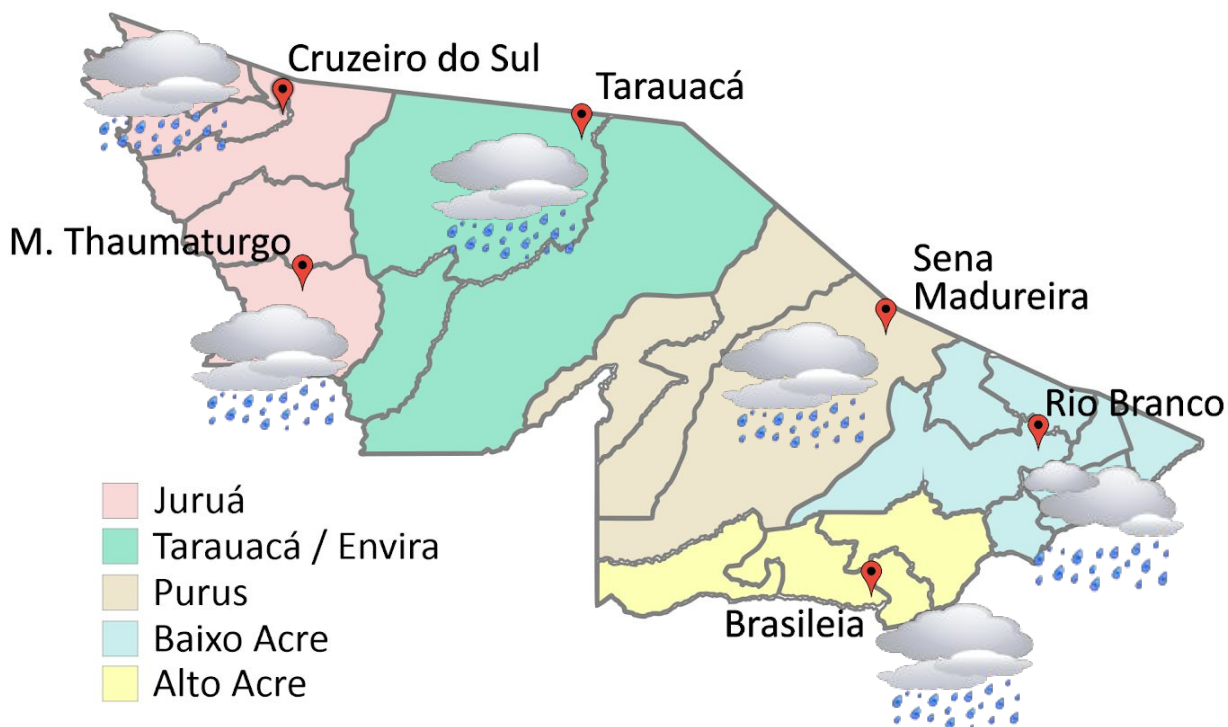 Cruzeiro do Sul
Tarauacá
M. Thaumaturgo
Sena
Madureira
Rio Branco
Brasileia
Juruá
Tarauacá / Envira
Purus
Baixo Acre
Alto Acre